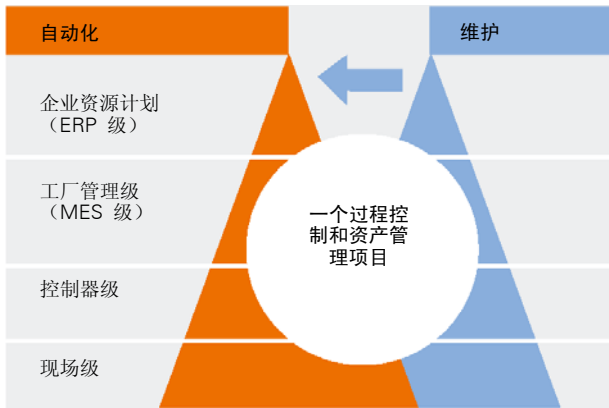 自动化
维护
企业资源计划
（ERP 级）
工厂管理级
（MES 级）
一个过程控
制和资产管
理项目
控制器级
现场级